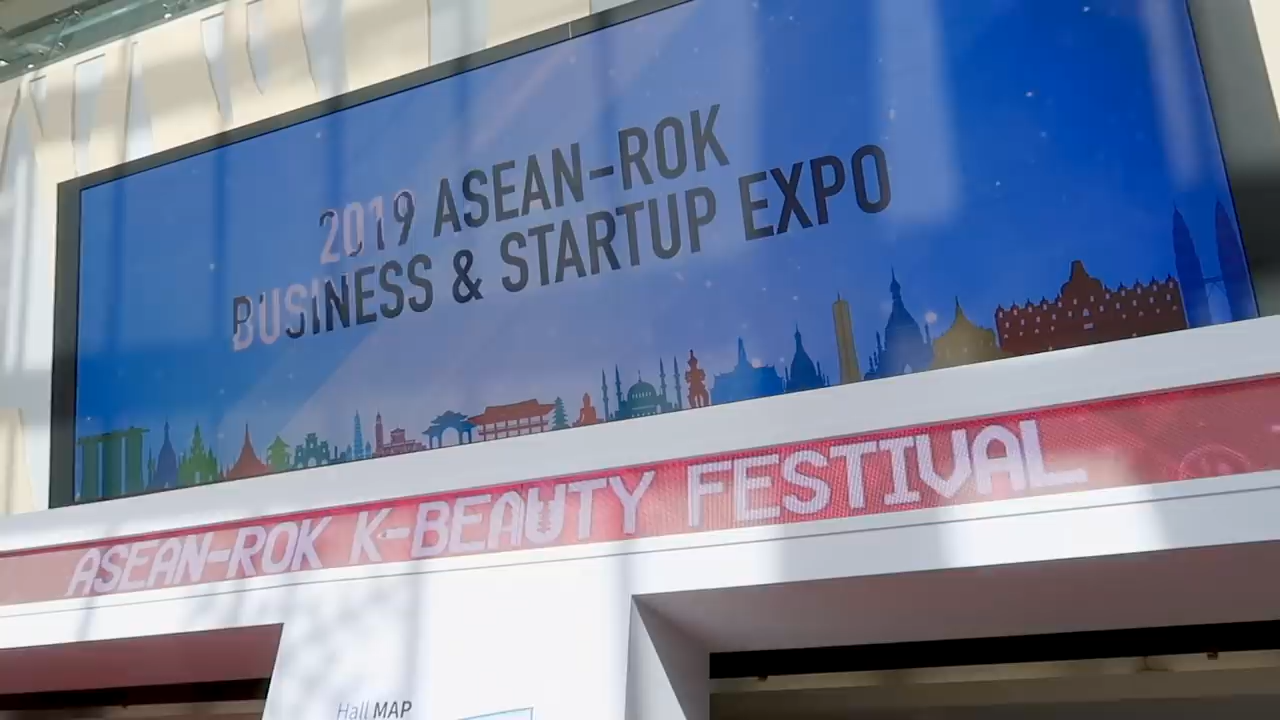 2019 ASEAN-ROK
BUSINESS & STARTUP EXPO
ASEAN-ROK K-BEAUTY FESTIVAL
Hall MAP